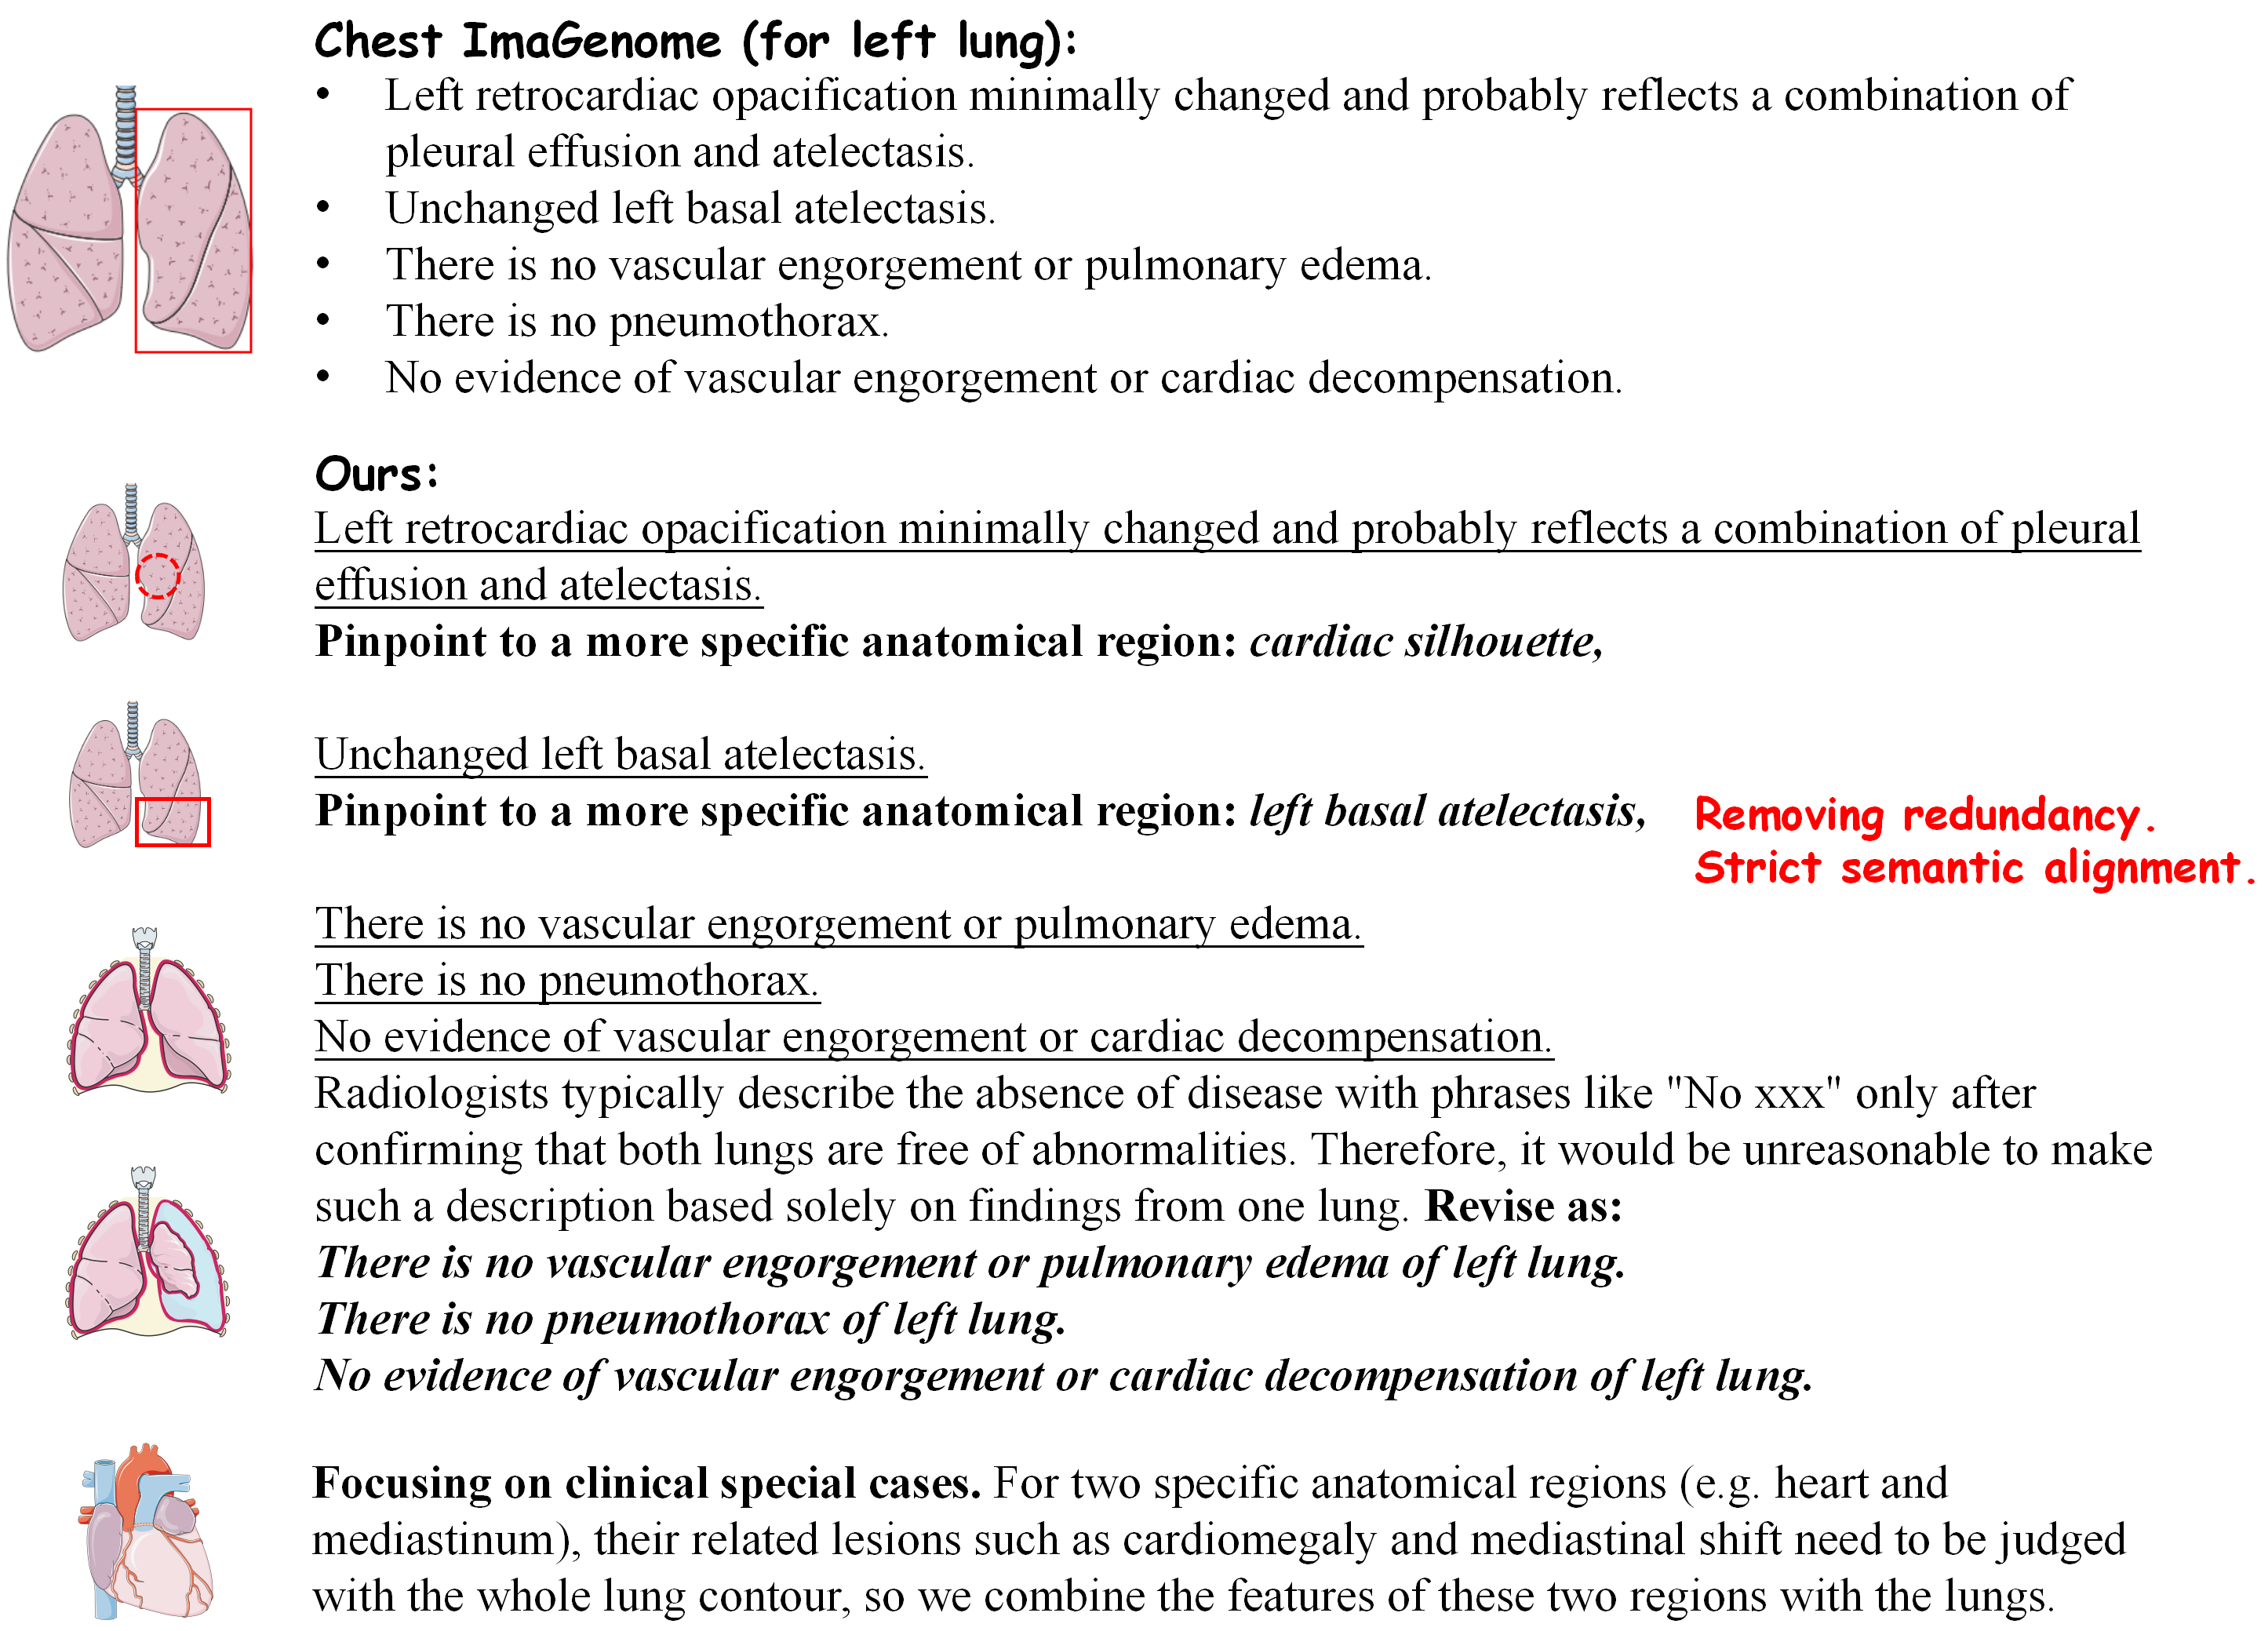 Chest ImaGenome (for left lung):
• Left retrocardiac opacification minimally changed and probably reflects a combination of
pleural effusion and atelectasis.
• Unchanged left basal atelectasis.
• There is no vascular engorgement or pulmonary edema.
• There is no pneumothorax.
• No evidence of vascular engorgement or cardiac decompensation.
Ours:
Left retrocardiac opacification minimally changed and probably reflects a combination of pleural
effusion and atelectasis.
Pinpoint to a more specific anatomical region: cardiac silhouette,
Unchanged left basal atelectasis.
Pinpoint to a more specific anatomical region: left basal atelectasis,
Removing redundancy.
Strict semantic alignment.
There is no vascular engorgement or pulmonary edema.
There is no pneumothorax.
No evidence of vascular engorgement or cardiac decompensation.
Radiologists typically describe the absence of disease with phrases like "No xxx" only after
confirming that both lungs are free of abnormalities. Therefore, it would be unreasonable to make
such a description based solely on findings from one lung. Revise as:
There is no vascular engorgement or pulmonary edema of left lung.
There is no pneumothorax of left lung.
No evidence of vascular engorgement or cardiac decompensation of left lung.
Focusing on clinical special cases. For two specific anatomical regions (e.g. heart and
mediastinum), their related lesions such as cardiomegaly and mediastinal shift need to be judged
with the whole lung contour, so we combine the features of these two regions with the lungs.